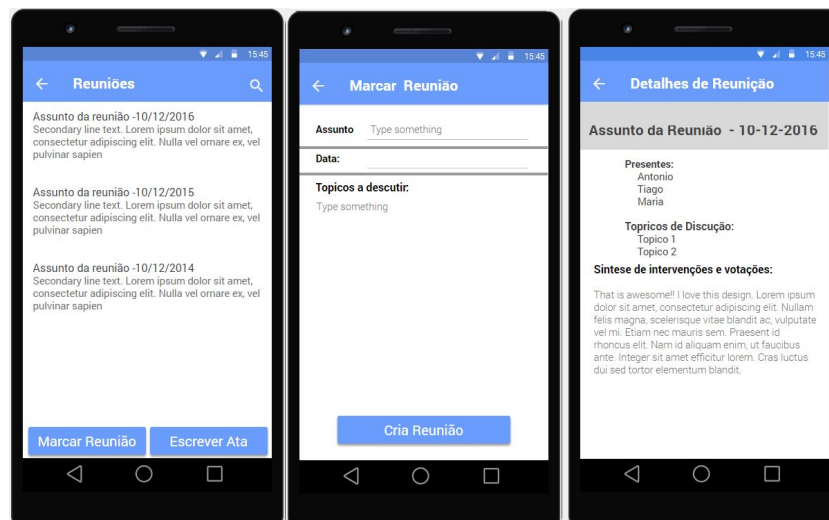 15:45
Reuniões
Assunto da reunião -10/12/2016
Secondary line text. Lorem ipsum dolor sit amet,
consectetur adipiscing elit. Nulla vel ornare ex, vel
pulvinar sapien
Assunto da reunião -10/12/2015
Secondary line text. Lorem ipsum dolor sit amet,
consectetur adipiscing elit. Nulla vel ornare ex, vel
pulvinar sapien
Assunto da reunião -10/12/2014
Secondary line text. Lorem ipsum dolor sit amet,
consectetur adipiscing elit. Nulla vel ornare ex, vel
pulvinar sapien
Marcar Reunião Escrever Ata
15:45
Marcar Reunião
Assunto Type something
Data:
Topicos a descutir:
Type something
Cria Reunião
15:45
Detalhes de Reunição
Assunto da Reunião - 10-12-2016
Presentes:
Antonio
Tiago
Maria
Topricos de Discução:
Topico 1
Topico 2
Sintese de intervenções e votações:
That is awesome!! I love this design. Lorem ipsum
dolor sit amet, consectetur adipiscing elit. Nullam
felis magna, scelerisque vitae blandit ac, vulputate
vel mi. Etiam nec mauris sem. Praesent id
rhoncus elit. Nam id aliquam enim, ut faucibus
ante. Integer sit amet efficitur lorem. Cras luctus
dui sed tortor elementum blandit.